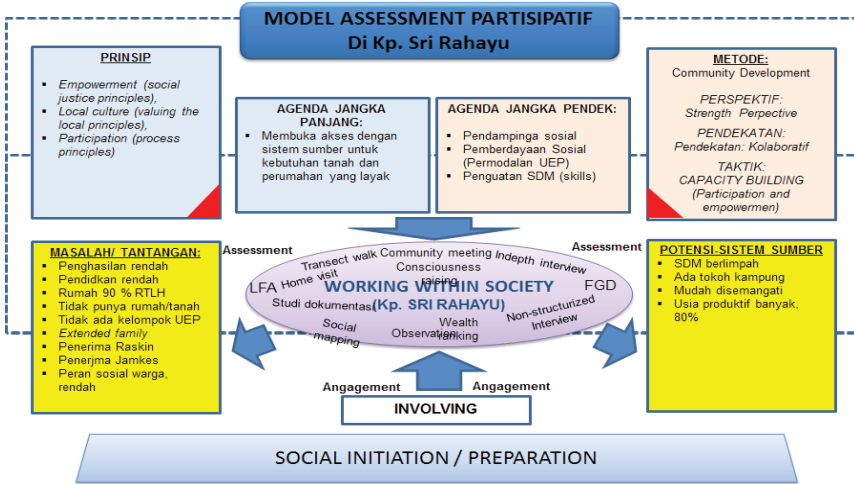 MODEL ASSESSMENT PARTISIPATIF
Di Kp. Sri Rahayu
PRINSIP
Empowerment (social
justice principles),
Local culture (valuing the
local principles),
Participation (process
principles)
AGENDA JANGKA
PANJANG:
Membuka akses dengan
sistem sumber untuk
kebutuhan tanah dan
perumahan yang layak
AGENDA JANGKA PENDEK:
Pendampinga sosial
Pemberdayaan Sosial
(Permodalan UEP)
Penguatan SDM (skills)
METODE:
Community Development
PERSPEKTIF:
Strength Perpective
PENDEKATAN:
Pendekatan: Kolaboratif
TAKTIK:
CAPACITY BUILDING
(Participation and
empowermen)
MASALAH/ TANTANGAN:
Penghasilan rendah
Pendidkan rendah
Rumah 90 % RTLH
Tidak punya rumah/tanah
Tidak ada kelompok UEP
Extended family
Penerima Raskin
Penerjma Jamkes
Peran sosial warga,
rendah
Assessment
Assessment
Transect walk
Community meeting
Indepth interview
Consciousness
raising
LFA
Home visit
FGD
WORKING WITHIN SOCIETY
(Kp. SRI RAHAYU)
Studi dokumentasi
Non-structurized
Interview
Social
mapping
Observation
Wealth
ranking
POTENSI-SISTEM SUMBER
SDM berlimpah
Ada tokoh kampung
Mudah disemangati
Usia produktif banyak,
80%
Angagement
Angagement
INVOLVING
SOCIAL INITIATION / PREPARATION